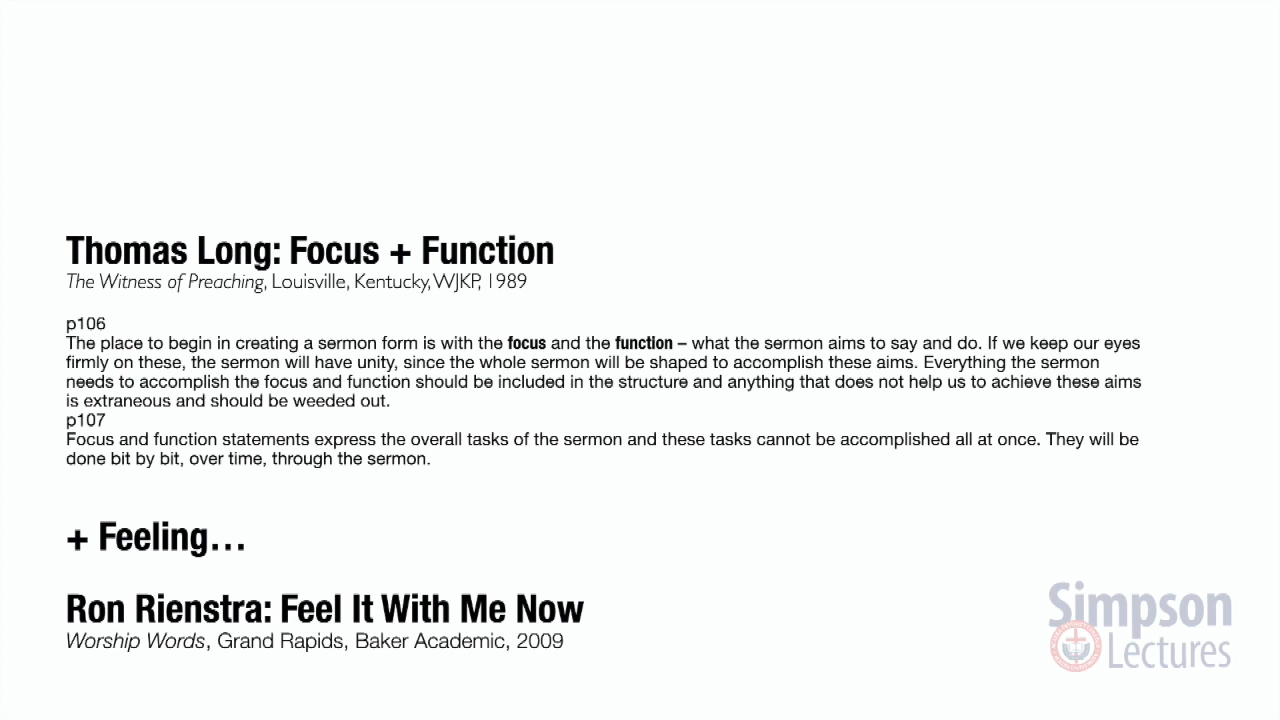 Thomas Long: Focus + Function
The Witness of Preaching, Louisville, Kentucky, WJKP, 1989
p106
The place to begin in creating a sermon form is with the focus and the function – what the sermon aims to say and do. If we keep our eyes
firmly on these, the sermon will have unity, since the whole sermon will be shaped to accomplish these aims. Everything the sermon
needs to accomplish the focus and function should be included in the structure and anything that does not help us to achieve these aims
is extraneous and should be weeded out.
p107
Focus and function statements express the overall tasks of the sermon and these tasks cannot be accomplished all at once. They will be
done bit by bit, over time, through the sermon.
+ Feeling…
Ron Rienstra: Feel It With Me Now
Worship Words, Grand Rapids, Baker Academic, 2009
Simpson
Lectures